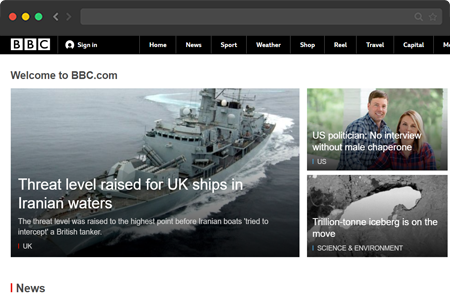 BBC
Sign in
Home
News
Sport
Weather
Shop
Reel
Travel
Capital
Welcome to BBC.com
Threat level raised for UK ships in
Iranian waters
The threat level was raised to the highest point before Iranian boats 'tried to
intercept' a British tanker.
UK
US politician: No interview
without male chaperone
US
Trillion-tonne iceberg is on the
move
SCIENCE & ENVIRONMENT
News